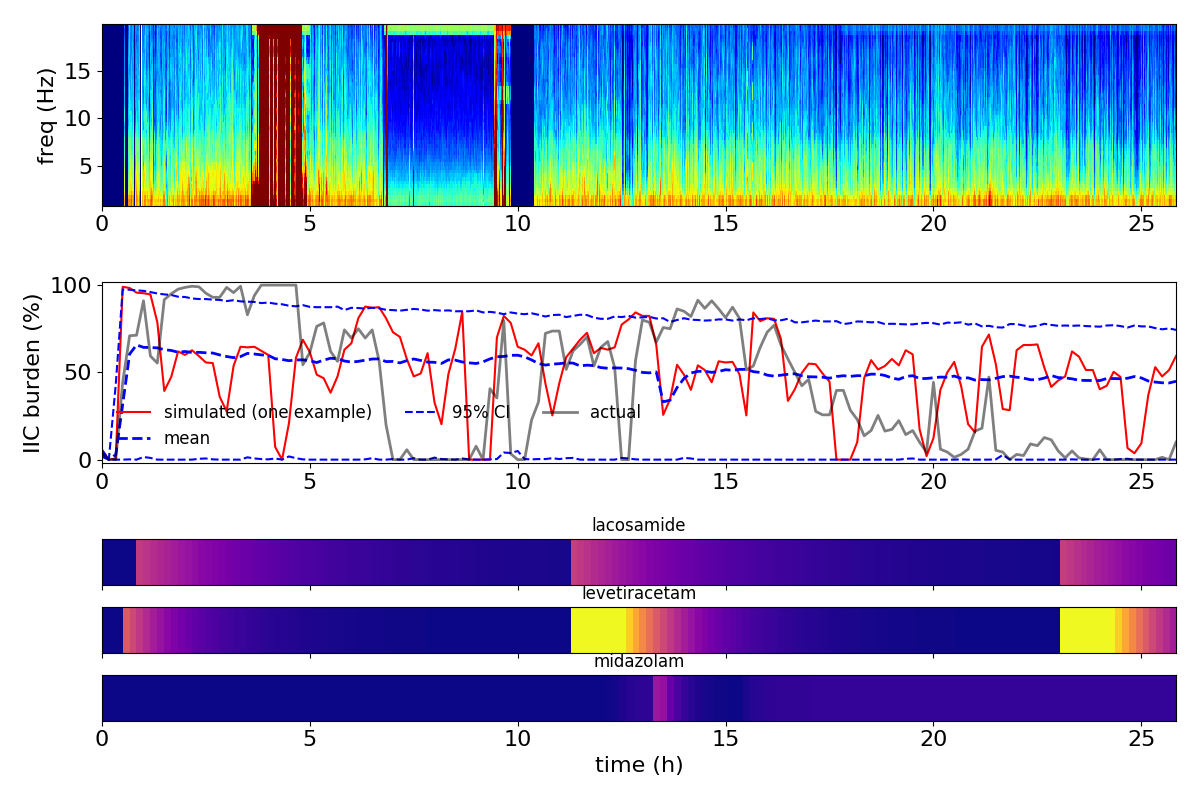 freq (Hz)
15
10
5
0 5 10 15 20 25
IIC burden (%)
100
50
0
simulated (one example) 95% CI actual
mean
0 5 10 15 20 25
lacosamide
levetiracetam
midazolam
0 5 10 15 20 25
time (h)